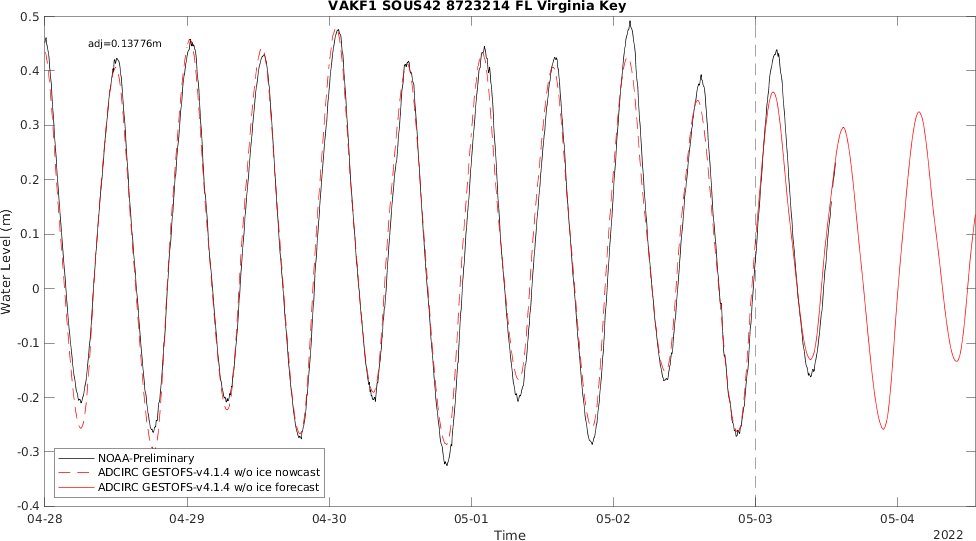 VAKF1 SOUS42 8723214 FL Virginia Key
adj=0.13776m
Water Level (m)
0.5
0.4
0.3
0.2
0.1
0
-0.1
-0.2
-0.3
-0.4
NOAA-Preliminary
ADCIRC GESTOFS-v4.1.4 w/o ice nowcast
ADCIRC GESTOFS-v4.1.4 w/o ice forecast
04-28 04-29 04-30 05-01 05-02 05-03 05-04
Time
2022